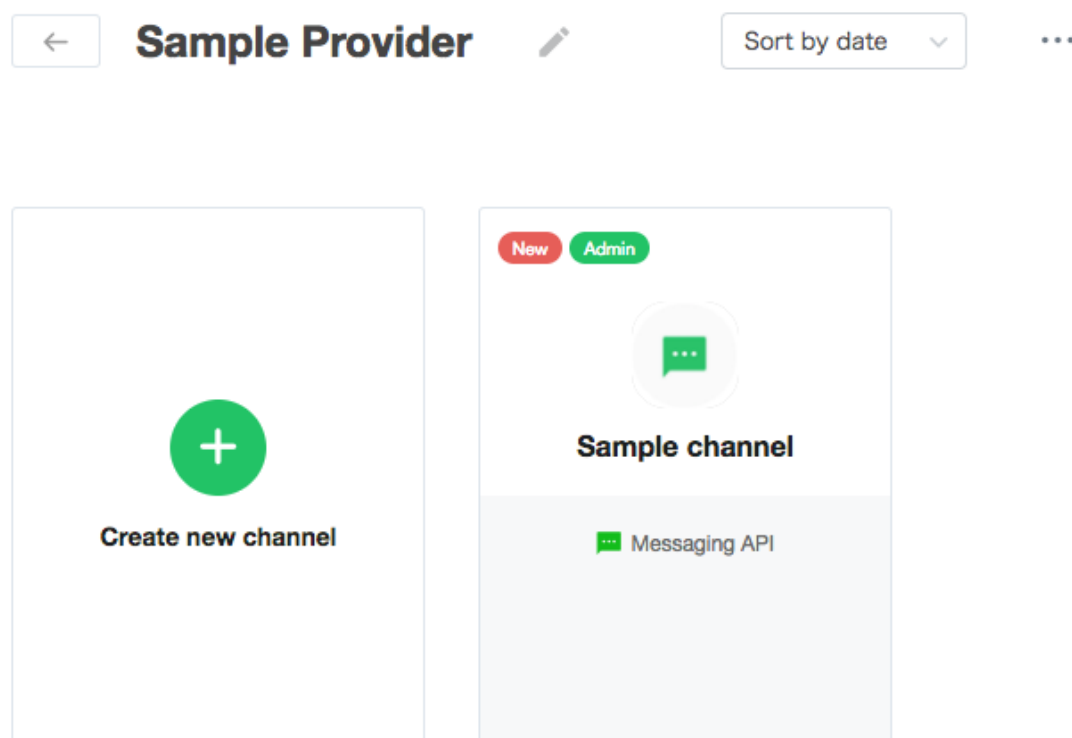 Sample Provider
Sort by date
New Admin
Sample channel
Create new channel
Messaging API